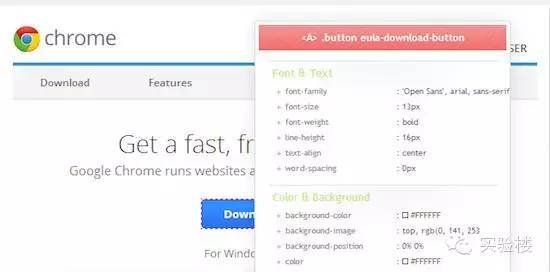 chrome
<A> .button eula-download-button
SER
Download
Features
Font & Text
+ font-family : 'Open Sans', arial, sans-serif
+ font-size : 13px
+ font-weight : bold
+ line-height : 16px
+ text-align : center
+ word-spacing : 0px
Get a fast, fr
Google Chrome runs websites a
Color & Background
Down
+ background-color : #FFFFFF
+ background-image : top, rgb(0, 141, 253
+ background-position : 0% 0%
For Windo
+ color : #FFFFFF
实验楼